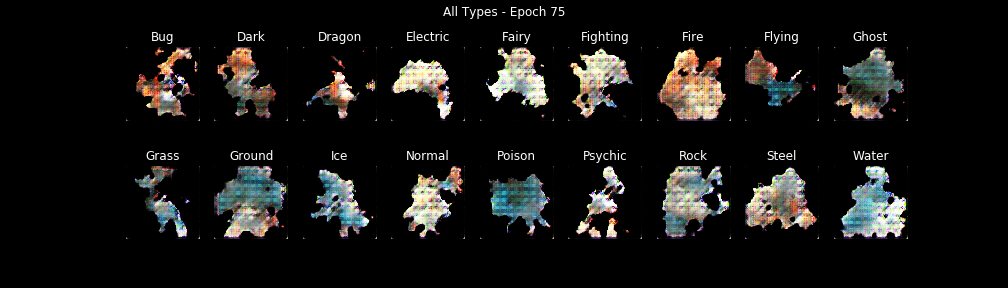 All Types - Epoch 75
Bug Dark Dragon Electric Fairy Fighting Fire Flying Ghost
Grass Ground Ice Normal Poison Psychic Rock Steel Water